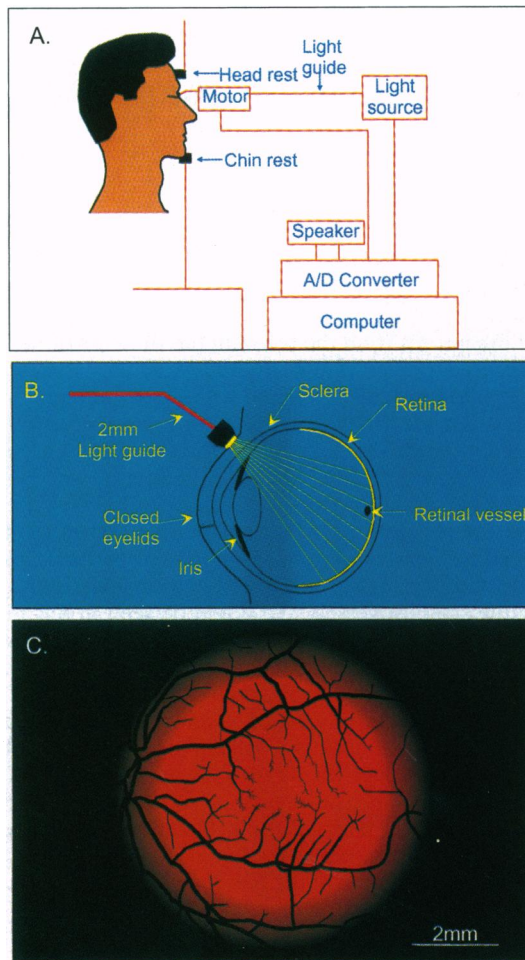 A.
Light
guide
Head rest
Motor
Light
source
Chin rest
Speaker
A/D Converter
Computer
B.
Sclera
Retina
2mm
Light guide
Closed
eyelids
Iris
Retinal vessel
C.
2mm